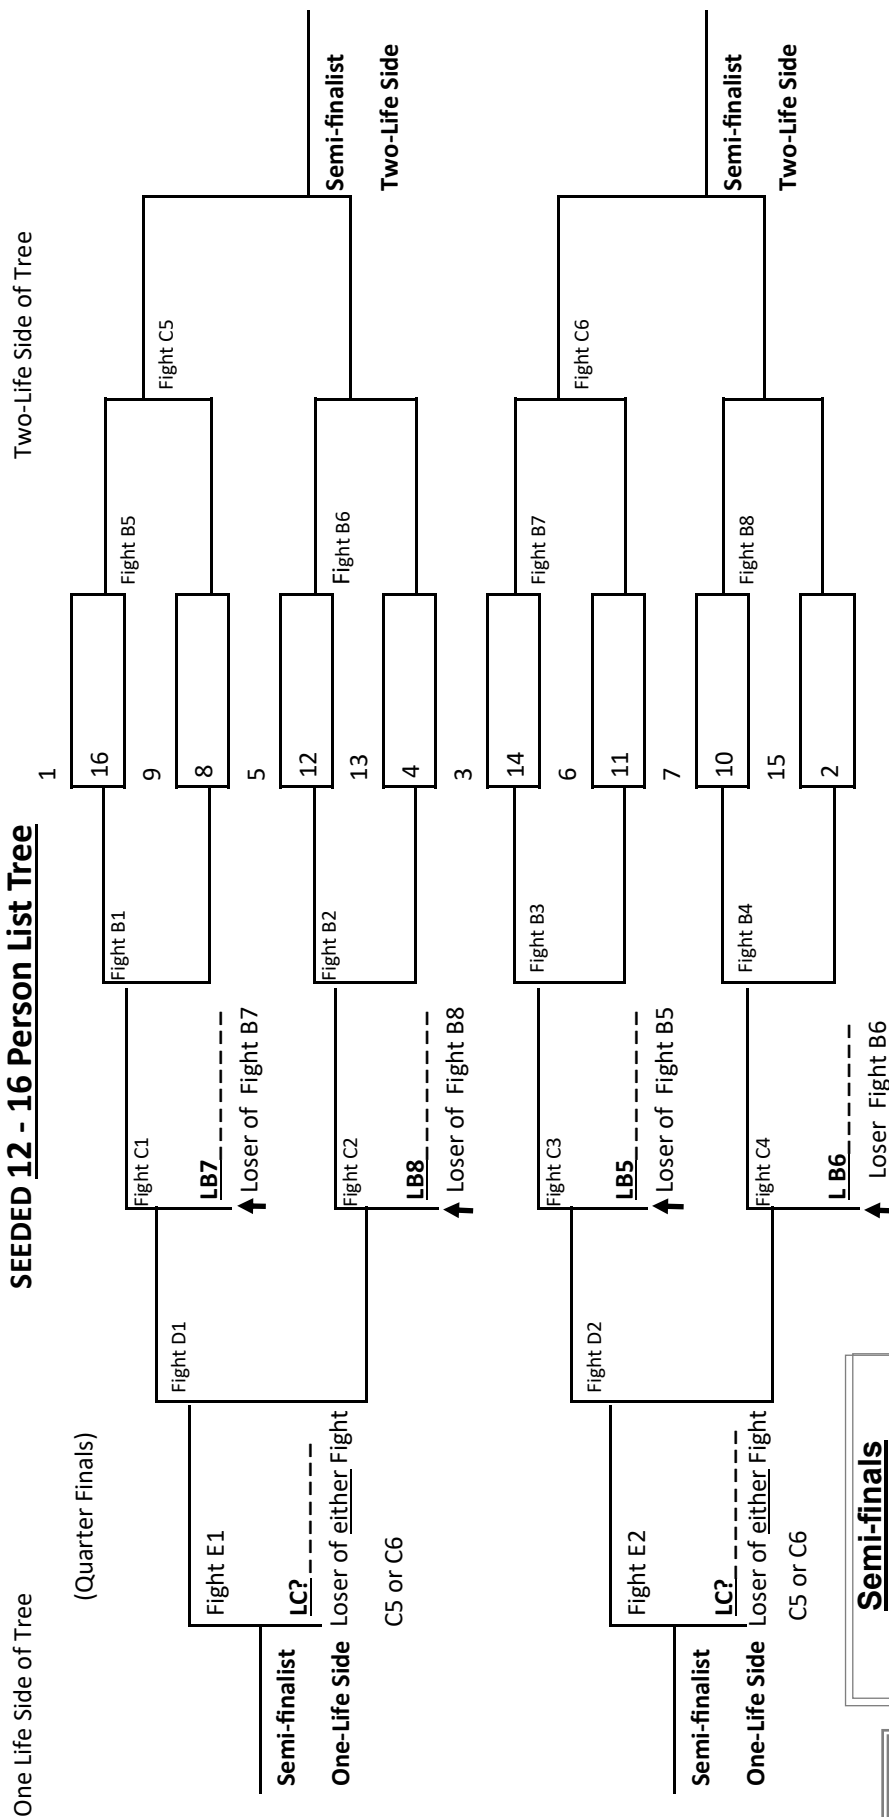 SEEDED 12 - 16 Person List Tree
One Life Side of Tree
Two-Life Side of Tree
(Quarter Finals)
1
16
9
8
5
12
13
4
3
14
6
11
7
10
15
2
Fight B1
Fight B2
Fight B3
Fight B4
Fight B5
Fight B6
Fight B7
Fight B8
Fight C1
LB7
Loser of Fight B7
Fight C2
LB8
Loser of Fight B8
Fight C3
LB5
Loser of Fight B5
Fight C4
L B6
Loser Fight B6
Fight C5
Fight C6
Fight D1
Fight D2
Fight E1
LC?
Loser of either Fight
C5 or C6
Fight E2
LC?
Loser of either Fight
C5 or C6
Semi-finalist
One-Life Side
Semi-finalist
One-Life Side
Semi-finalist
Two-Life Side
Semi-finalist
Two-Life Side
Semi-finals